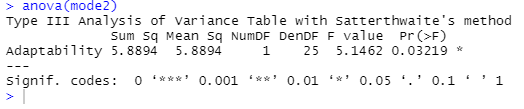 > anova(mode2)
Type III Analysis of Variance Table with Satterthwaite's method
             Sum Sq Mean Sq NumDF DenDF F value  Pr(>F)
Adaptability 5.8894  5.8894     1    25  5.1462 0.03219 *
---
Signif. codes:  0 ‘***’ 0.001 ‘**’ 0.01 ‘*’ 0.05 ‘.’ 0.1 ‘ ’ 1
>